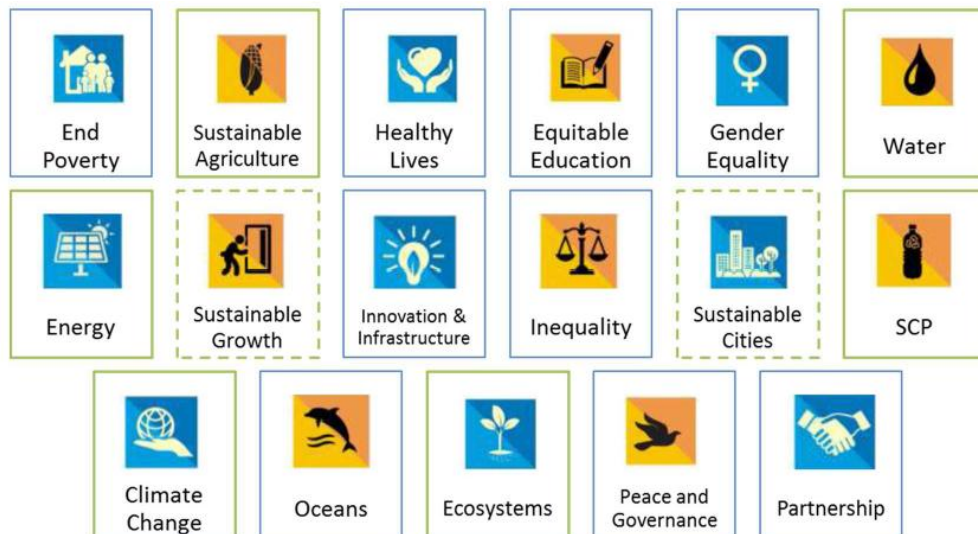 End
Poverty
Sustainable
Agriculture
Healthy
Lives
Equitable
Education
Gender
Equality
Water
Energy
Sustainable
Growth
Innovation &
Infrastructure
Inequality
Sustainable
Cities
SCP
Climate
Change
Oceans
Ecosystems
Peace and
Governance
Partnership